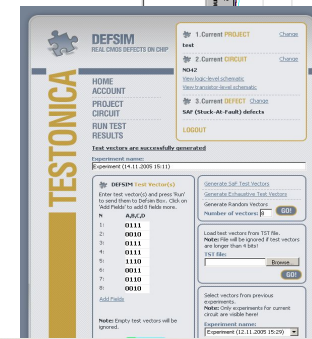 DEFSIM
REAL CMOS DEFECTS ON CHIP
1.Current PROJECT Change
test
2.Current CIRCUIT Change
NO42
View logic-level schematic
View transistor-level schematic
3.Current DEFECT Change
SAF (Stuck-At-Fault) defects
LOGOUT
TESTONICA
HOME
ACCOUNT
PROJECT
CIRCUIT
RUN TEST
RESULTS
Test vectors are successfully generated
Experiment name:
Experiment (14.11.2005 15:11)
DEFSIM Test Vector(s)
Enter test vector(s) and press 'Run'
to send them to Defsim Box. Click on
'Add Fields' to add 8 fields more.
N A,B,C,D
1: 0111
2: 0010
3: 0111
4: 0111
5: 1110
6: 0011
7: 0110
8: 0010
Add Fields
Note: Empty test vectors will be
ignored.
Generate SaF Test Vectors
Generate Exhaustive Test Vectors
Generate Random Vectors
Number of vectors: 8 GO!
Load test vectors from TST file.
Note: File will be ignored if test vectors
are longer than 4 bits!
TST file:
Browse...
GO!
Select vectors from previous
experiments.
Note: Only experiments for current
circuit are visible here!
Experiment name:
Experiment (12.11.2005 15:29)